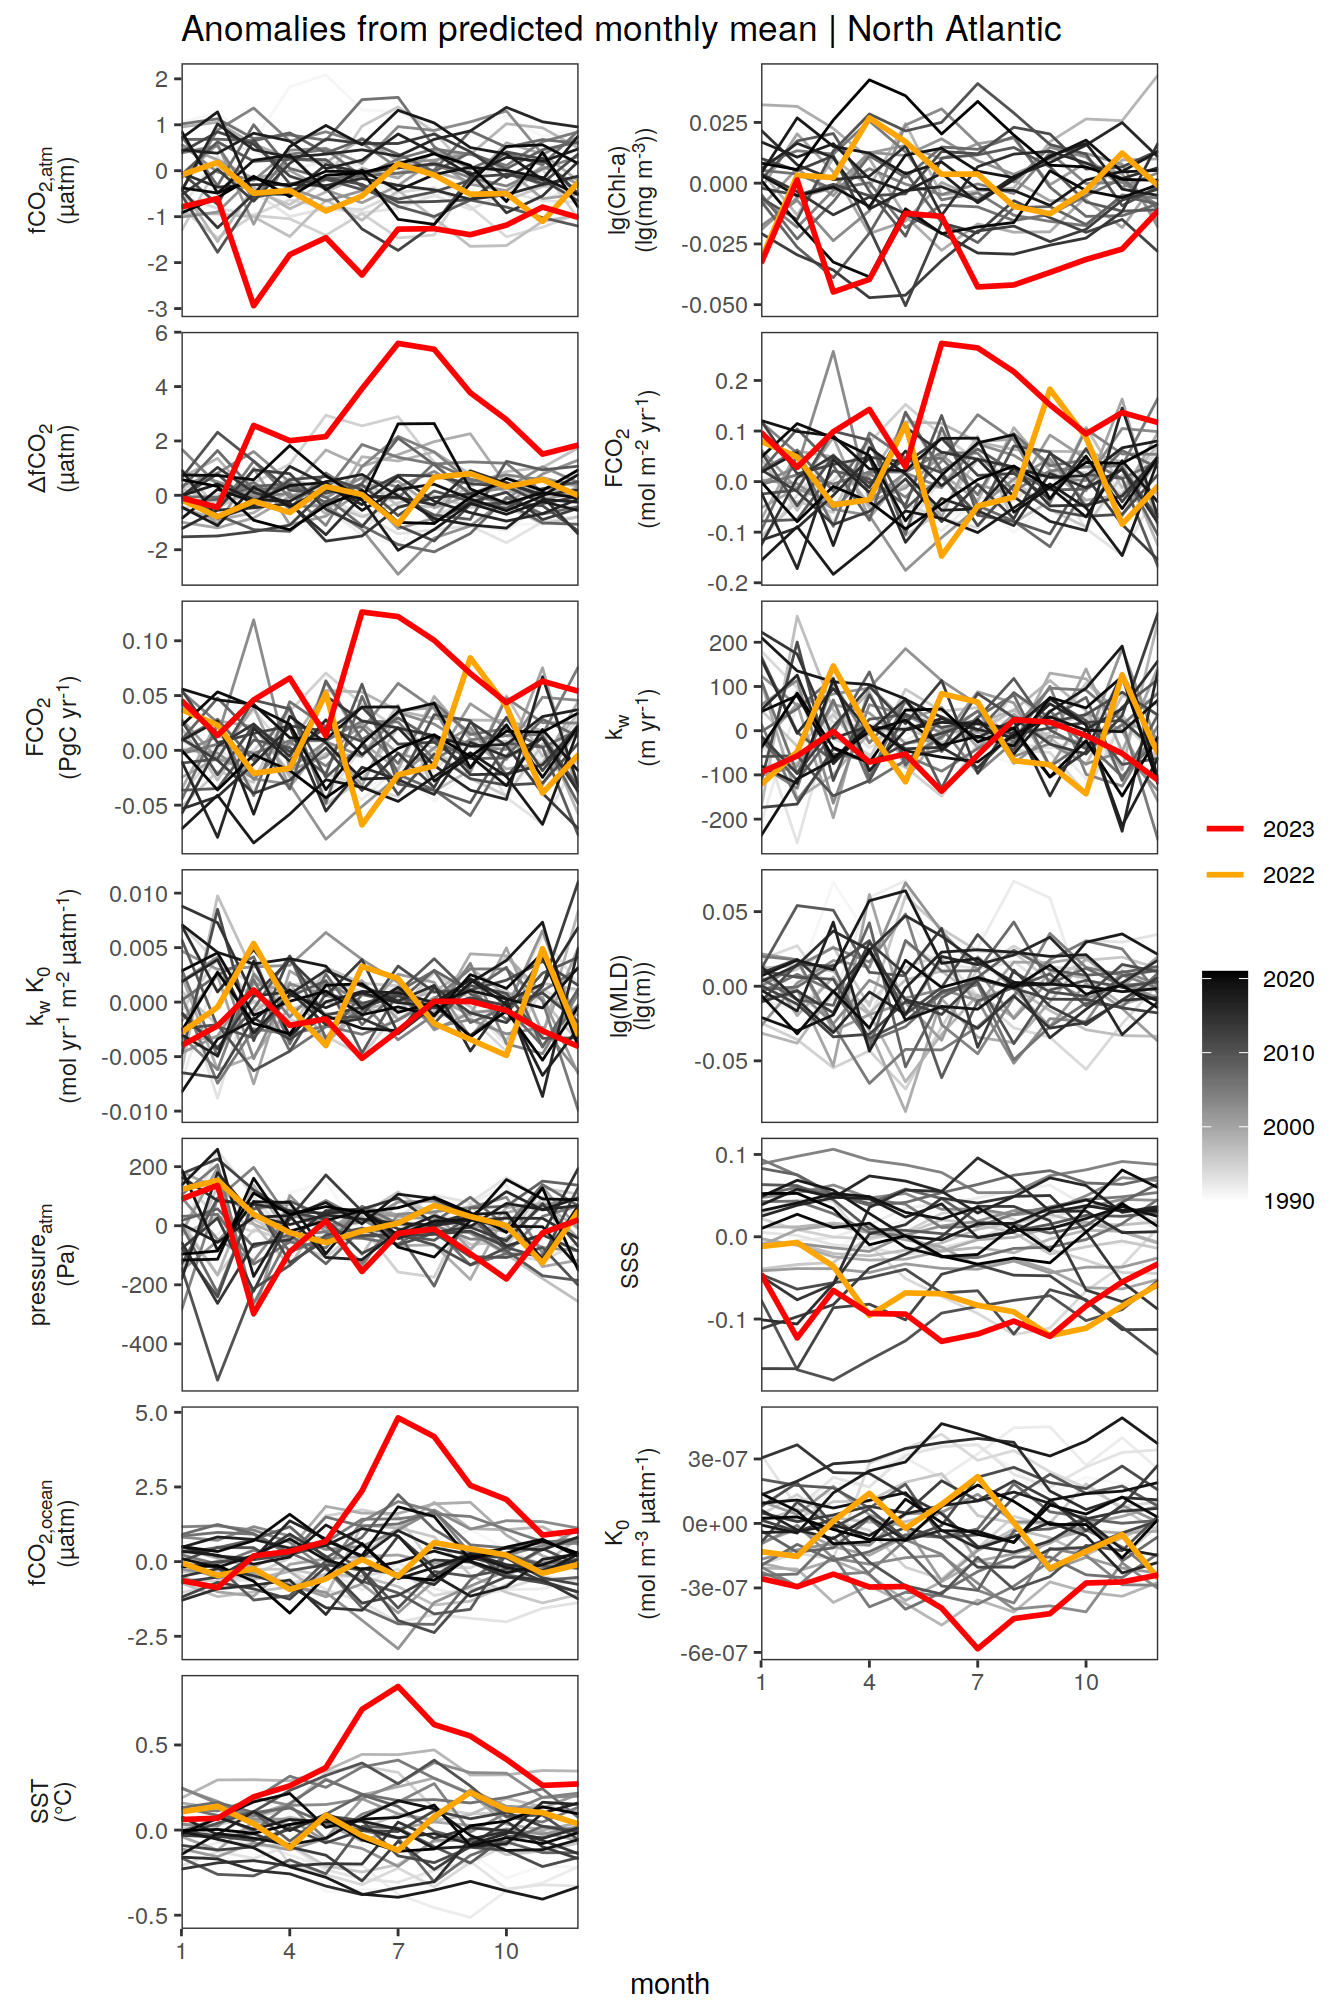 Anomalies from predicted monthly mean | North Atlantic
fCO2,atm
(µatm)
2
1
0
-1
-2
-3
lg(Chl-a)
(lg(mg m-3))
0.025
0.000
-0.025
-0.050
ΔfCO2
(µatm)
6
4
2
0
-2
FCO2
(mol m-2 yr-1)
0.2
0.1
0.0
-0.1
-0.2
FCO2
(PgC yr-1)
0.10
0.05
0.00
-0.05
kw
(m yr-1)
200
100
0
-100
-200
kw K0
(mol yr-1 m-2 µatm-1)
0.010
0.005
0.000
-0.005
-0.010
lg(MLD)
(lg(m))
0.05
0.00
-0.05
pressureatm
(Pa)
200
0
-200
-400
SSS
0.1
0.0
-0.1
fCO2,ocean
(µatm)
5.0
2.5
0.0
-2.5
K0
(mol m-3 µatm-1)
3e-07
0e+00
-3e-07
-6e-07
1 4 7 10
SST
(°C)
0.5
0.0
-0.5
1 4 7 10
month
2023
2022
2020
2010
2000
1990